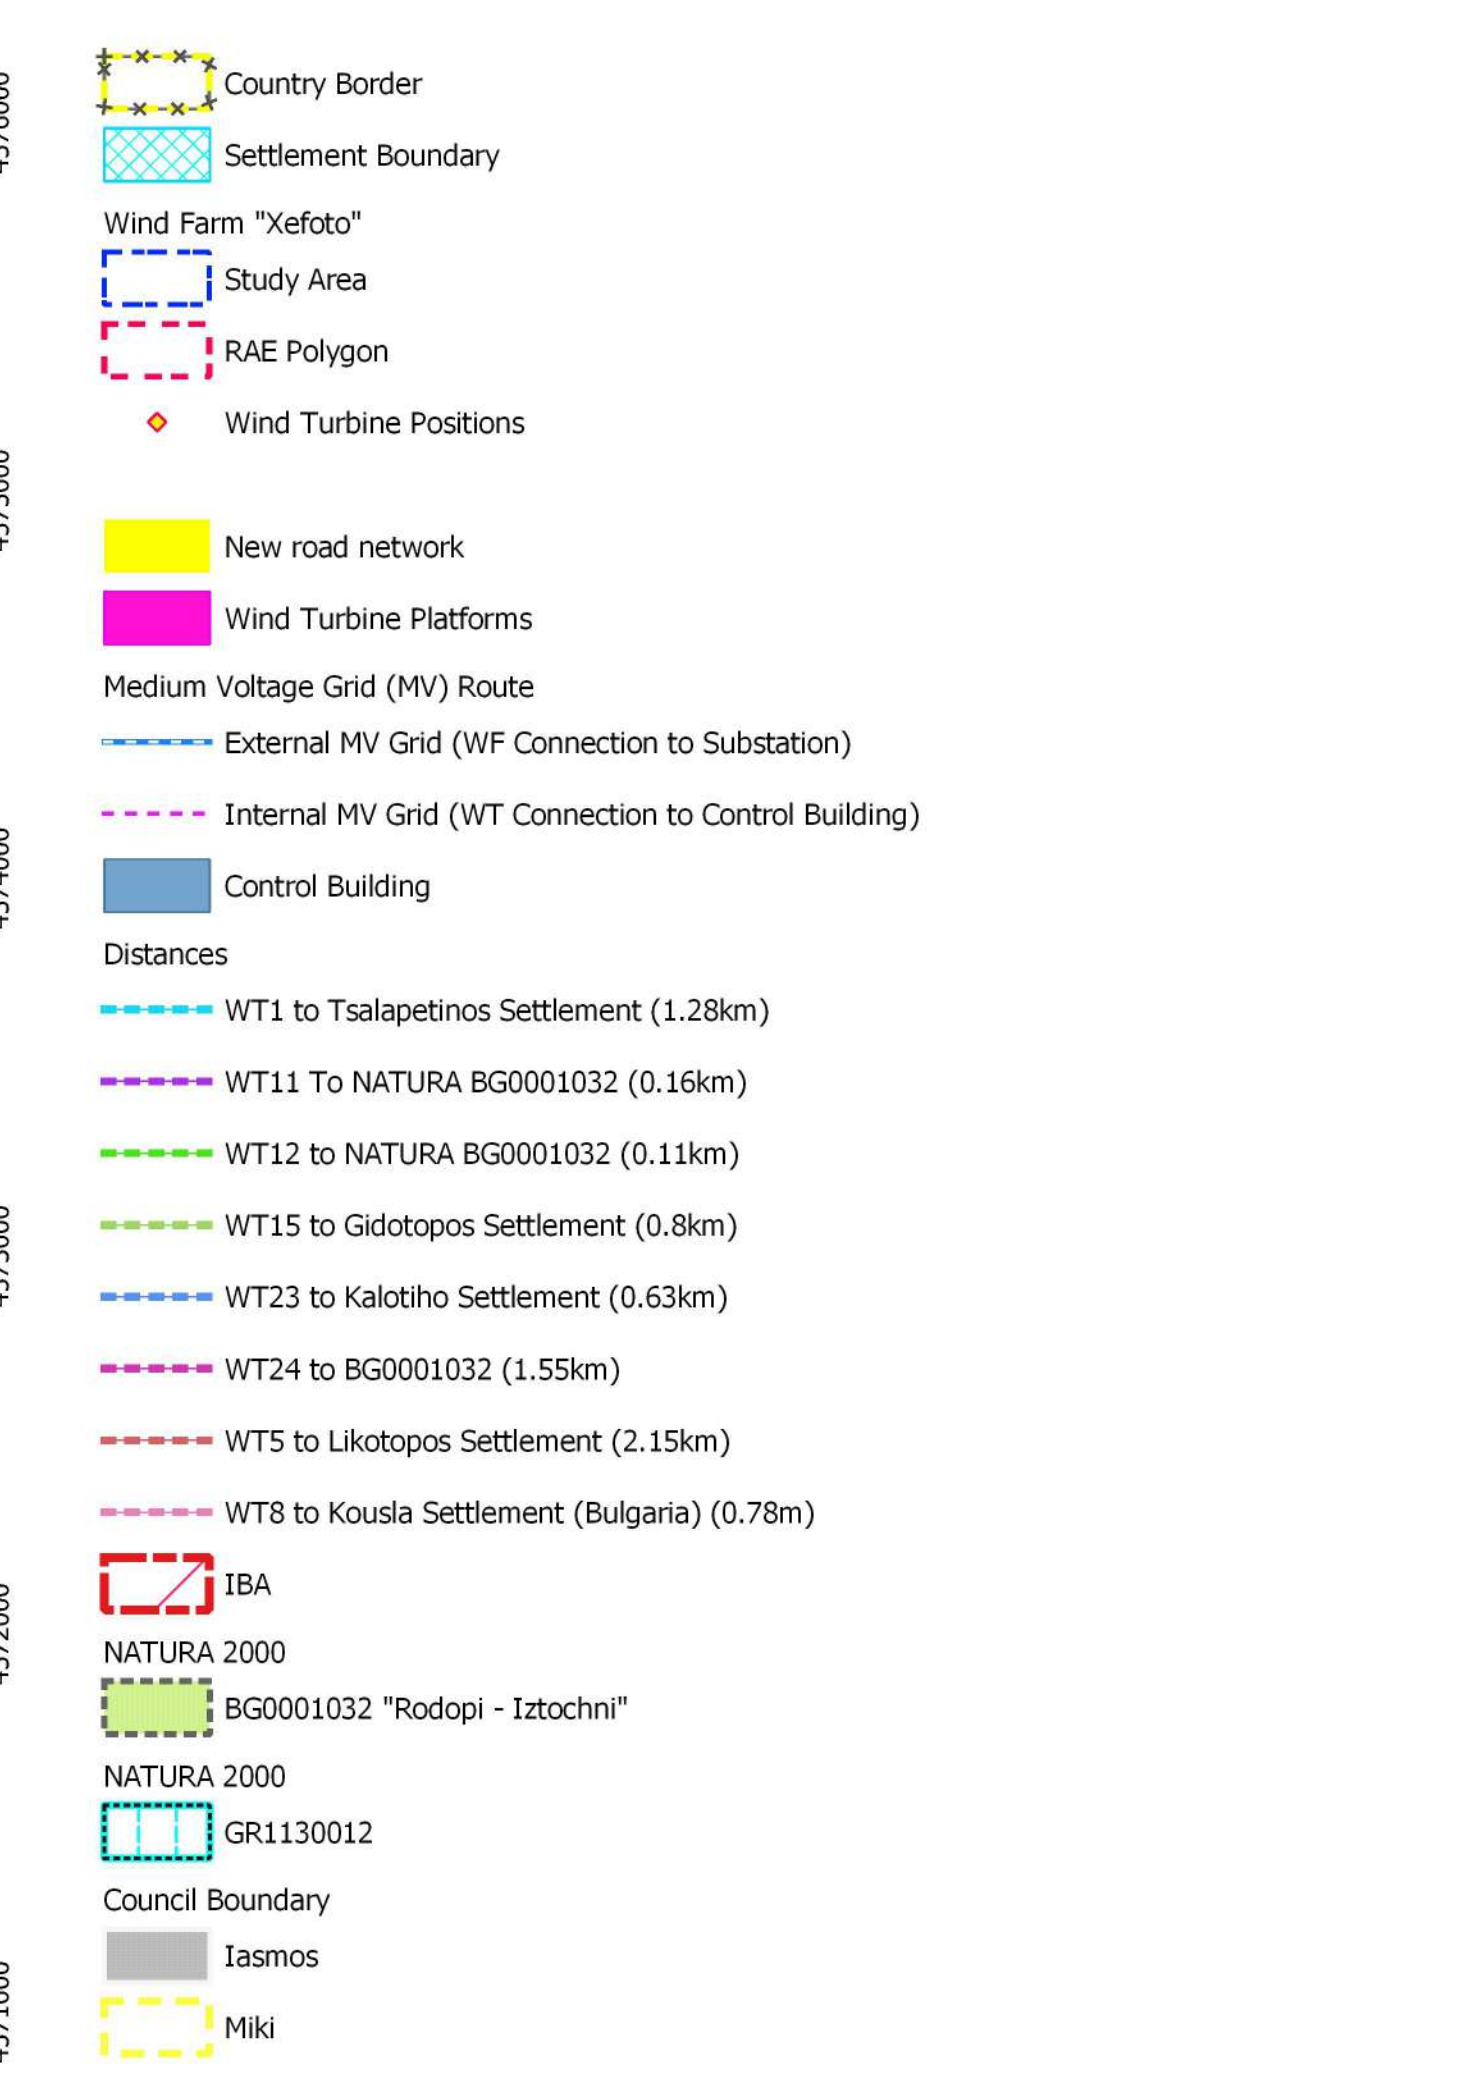 Country Border
Settlement Boundary
Wind Farm "Xefoto"
Study Area
RAE Polygon
Wind Turbine Positions
New road network
Wind Turbine Platforms
Medium Voltage Grid (MV) Route
External MV Grid (WF Connection to Substation)
Internal MV Grid (WT Connection to Control Building)
Control Building
Distances
WT1 to Tsalapetinos Settlement (1.28km)
WT11 To NATURA BG0001032 (0.16km)
WT12 to NATURA BG0001032 (0.11km)
WT15 to Gidotopos Settlement (0.8km)
WT23 to Kalotiho Settlement (0.63km)
WT24 to BG0001032 (1.55km)
WT5 to Likotopos Settlement (2.15km)
WT8 to Kousla Settlement (Bulgaria) (0.78m)
IBA
NATURA 2000
BG0001032 "Rodopi - Iztochni"
NATURA 2000
GR1130012
Council Boundary
Iasmos
Miki